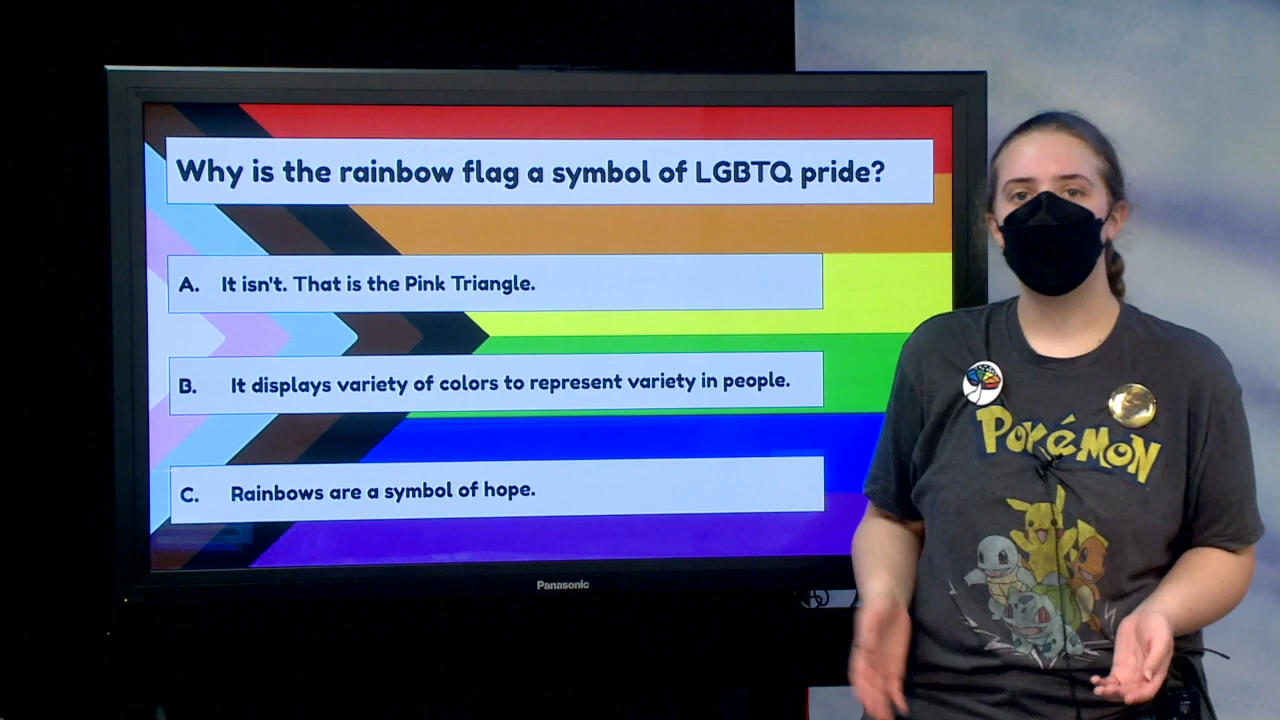 Why is the rainbow flag a symbol of LGBTQ pride?
A. It isn't. That is the Pink Triangle.
B. It displays variety of colors to represent variety in people.
C. Rainbows are a symbol of hope.
Panasonic
POKéMON